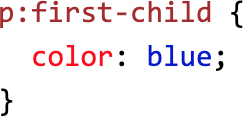 p:first-child {
  color: blue;
}